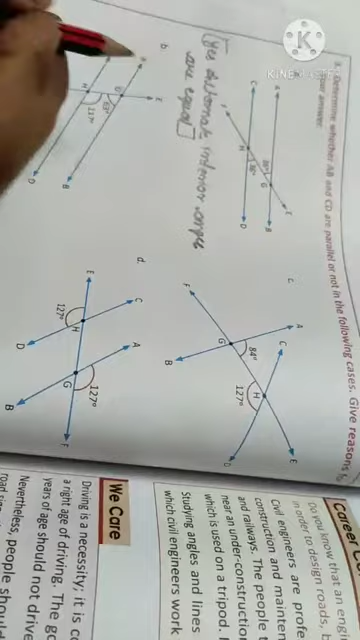 KINEMASTER
5. Determine whether AB and CD are parallel or not in the following cases. Give reasons
your answer.
A
C
E
G
H
B
D
[Yes alternate interior angles
are equal]
b.
E
G
H
117°
B
D
c.
A
C
F
G
84°
H
127°
B
D
E
d.
C
A
E
H
127°
D
G
127°
B
F
Career Co
Do you know that an eng
in order to design roads, b
Civil engineers are profe
construction and mainte
and railways. The people
near an under-construction
which is used on a tripod.
Studying angles and lines
which civil engineers work
We Care
Driving is a necessity; it is co
a right age of driving. The go
years of age should not drive
Nevertheless, people should